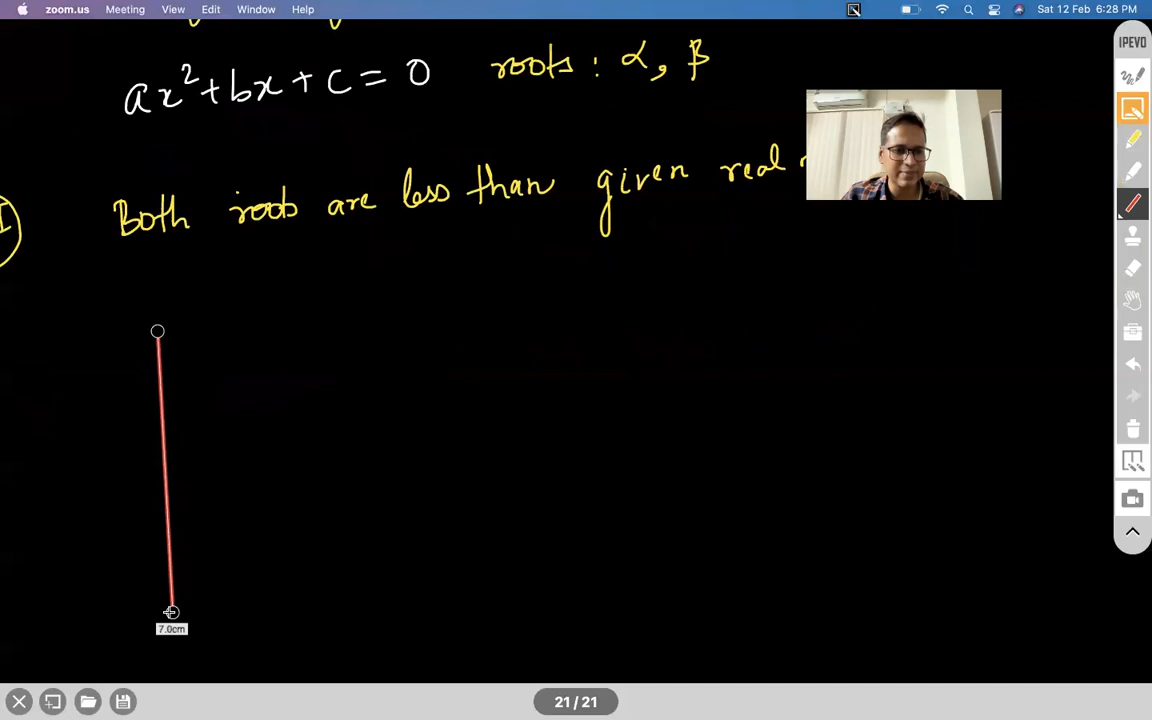 zoom.us Meeting View Edit Window Help Sat 12 Feb 6:28 PM
IPEVO
ax²+bx+c=0 roots: α, β
Both roots are less than given real
7.0cm
21/21